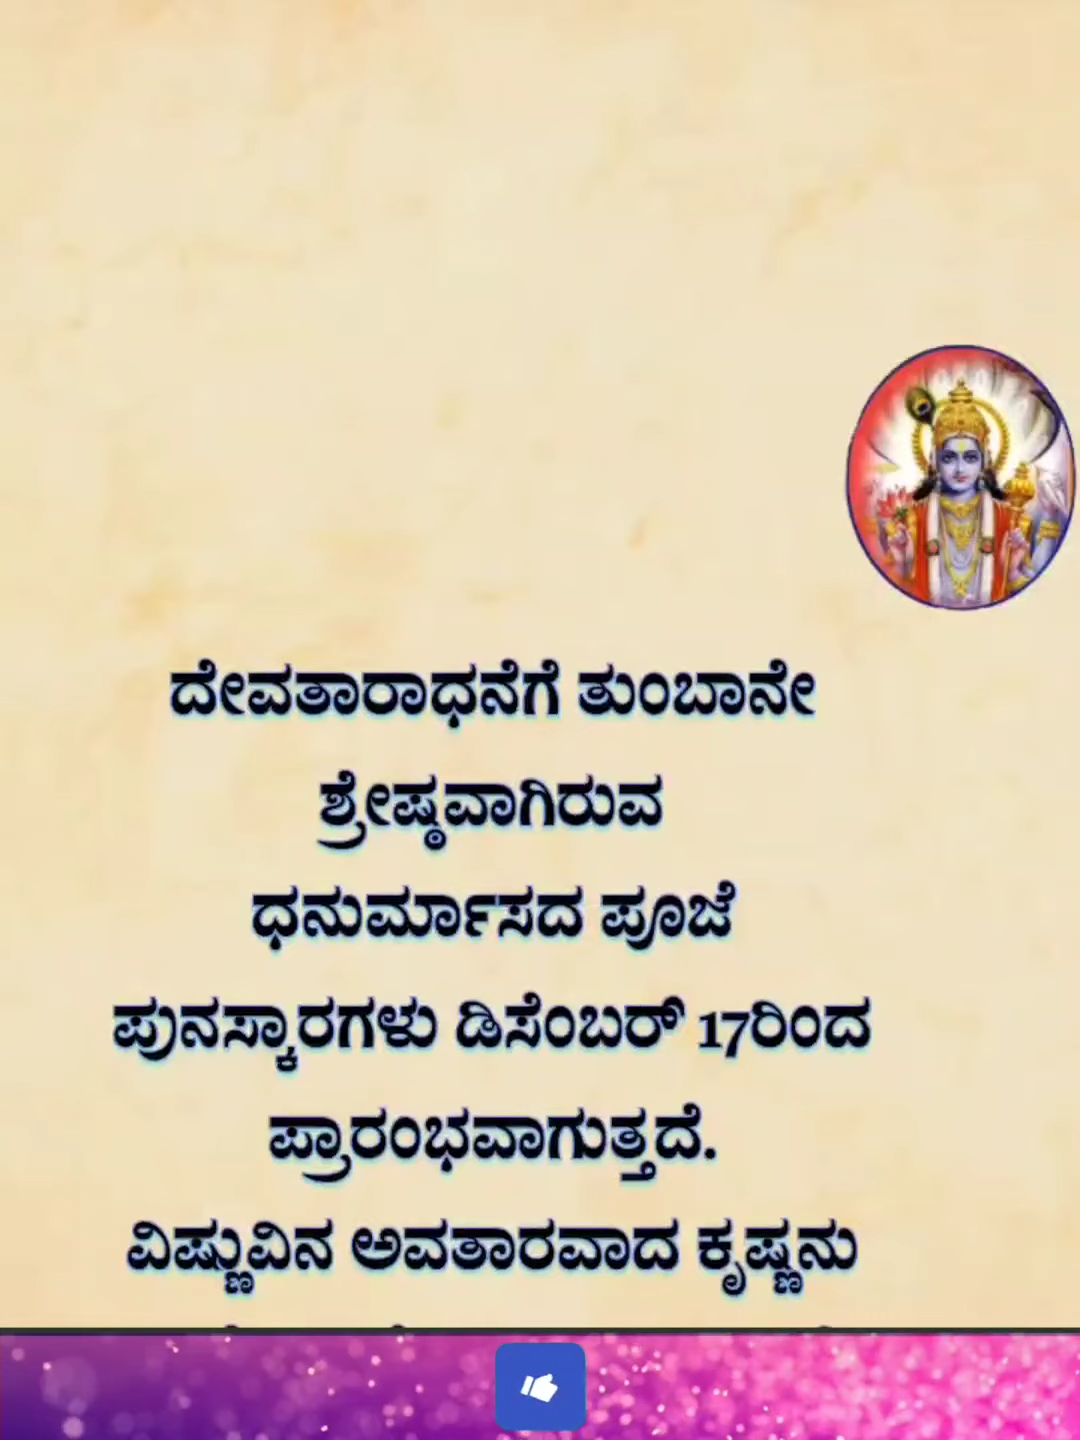 ದೇವತಾರಾಧನೆಗೆ ತುಂಬಾನೇ
ಶ್ರೇಷ್ಠವಾಗಿರುವ
ಧನುರ್ಮಾಸದ ಪೂಜೆ
ಪುನಸ್ಕಾರಗಳು ಡಿಸೆಂಬರ್ 17ರಿಂದ
ಪ್ರಾರಂಭವಾಗುತ್ತದೆ.
ವಿಷ್ಣುವಿನ ಅವತಾರವಾದ ಕೃಷ್ಣನು